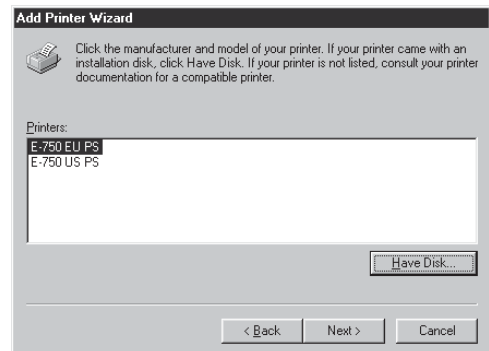 Add Printer Wizard
Click the manufacturer and model of your printer. If your printer came with an
installation disk, click Have Disk. If your printer is not listed, consult your printer
documentation for a compatible printer.
Printers:
E-750 EU PS
E-750 US PS
Have Disk...
< Back
Next >
Cancel